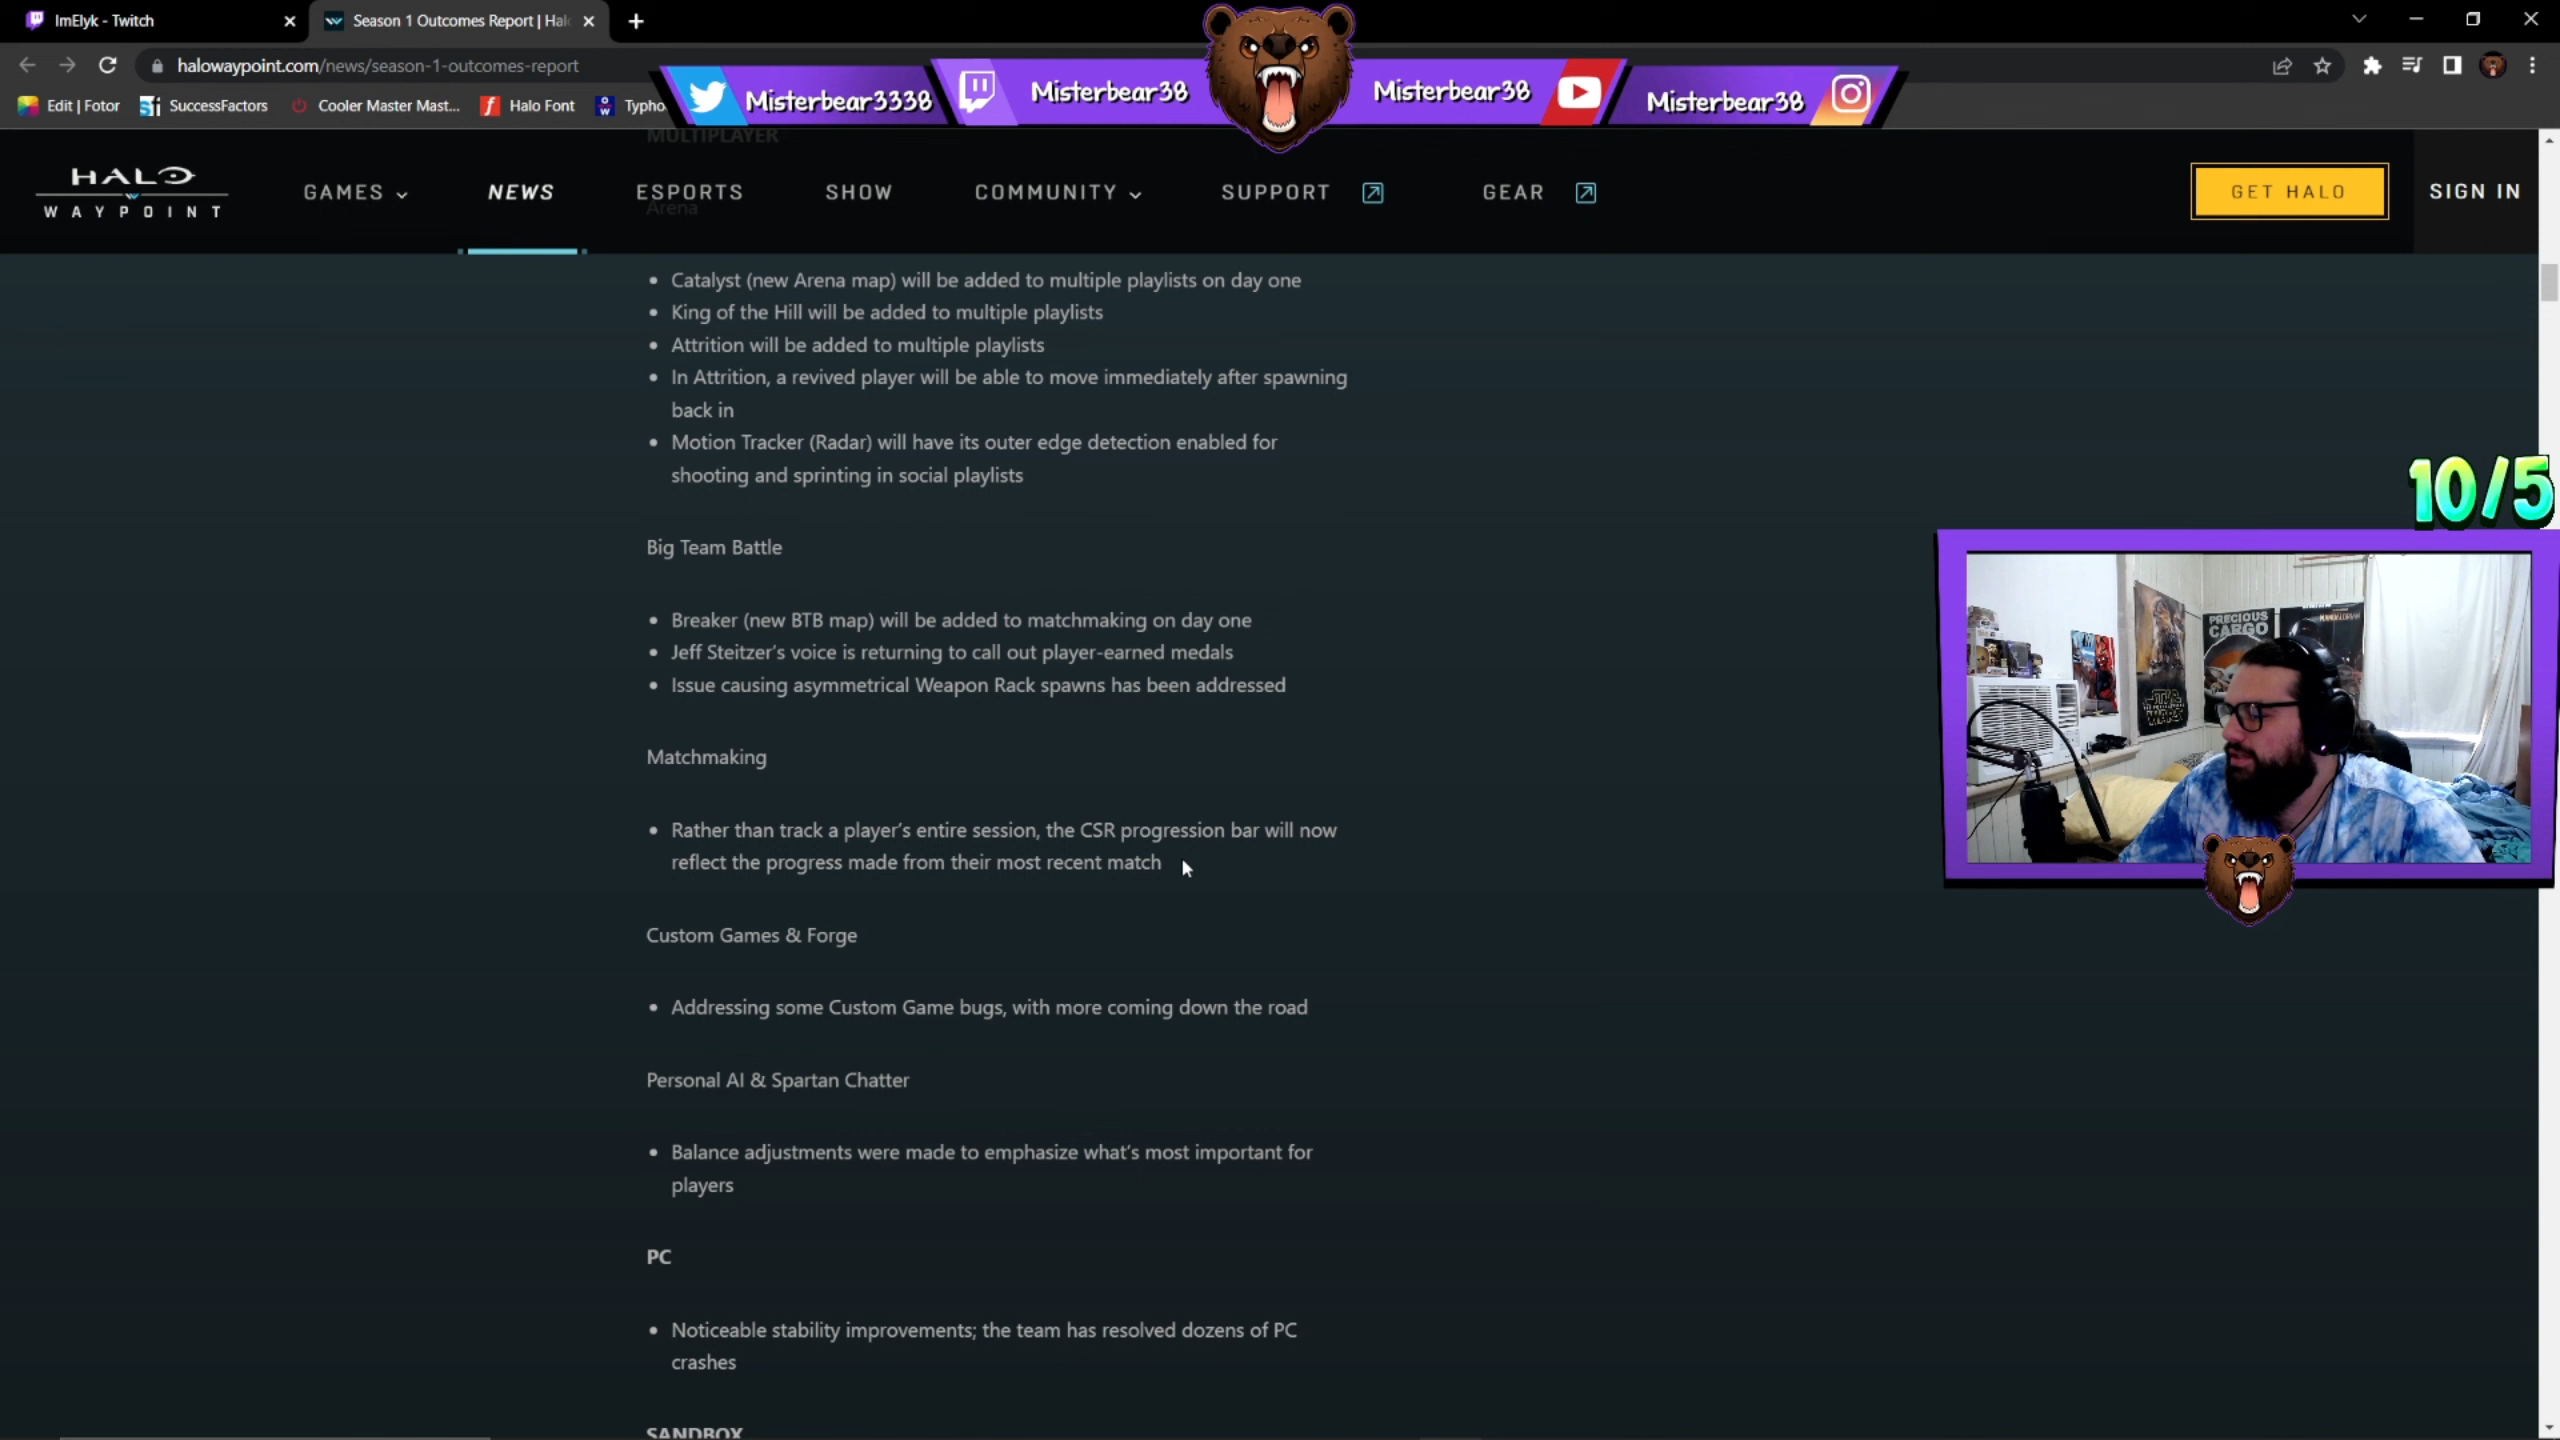 ImElyk - Twitch
Season 1 Outcomes Report | Hal
halowaypoint.com/news/season-1-outcomes-report
Edit | Fotor
SuccessFactors
Cooler Master Mast...
Halo Font
Typho
Misterbear3338
Misterbear38
Misterbear38
Misterbear38
MULTIPLAYER
HALO
WAYPOINT
GAMES
NEWS
ESPORTS
SHOW
COMMUNITY
SUPPORT
GEAR
GET HALO
SIGN IN
Arena
• Catalyst (new Arena map) will be added to multiple playlists on day one
• King of the Hill will be added to multiple playlists
• Attrition will be added to multiple playlists
• In Attrition, a revived player will be able to move immediately after spawning
back in
• Motion Tracker (Radar) will have its outer edge detection enabled for
shooting and sprinting in social playlists
10/5
Big Team Battle
• Breaker (new BTB map) will be added to matchmaking on day one
• Jeff Steitzer's voice is returning to call out player-earned medals
• Issue causing asymmetrical Weapon Rack spawns has been addressed
PRECIOUS
CARGO
MANDALORIAN
STAR
WARS
Matchmaking
• Rather than track a player's entire session, the CSR progression bar will now
reflect the progress made from their most recent match
Custom Games & Forge
• Addressing some Custom Game bugs, with more coming down the road
Personal AI & Spartan Chatter
• Balance adjustments were made to emphasize what's most important for
players
PC
• Noticeable stability improvements; the team has resolved dozens of PC
crashes
SANDBOX